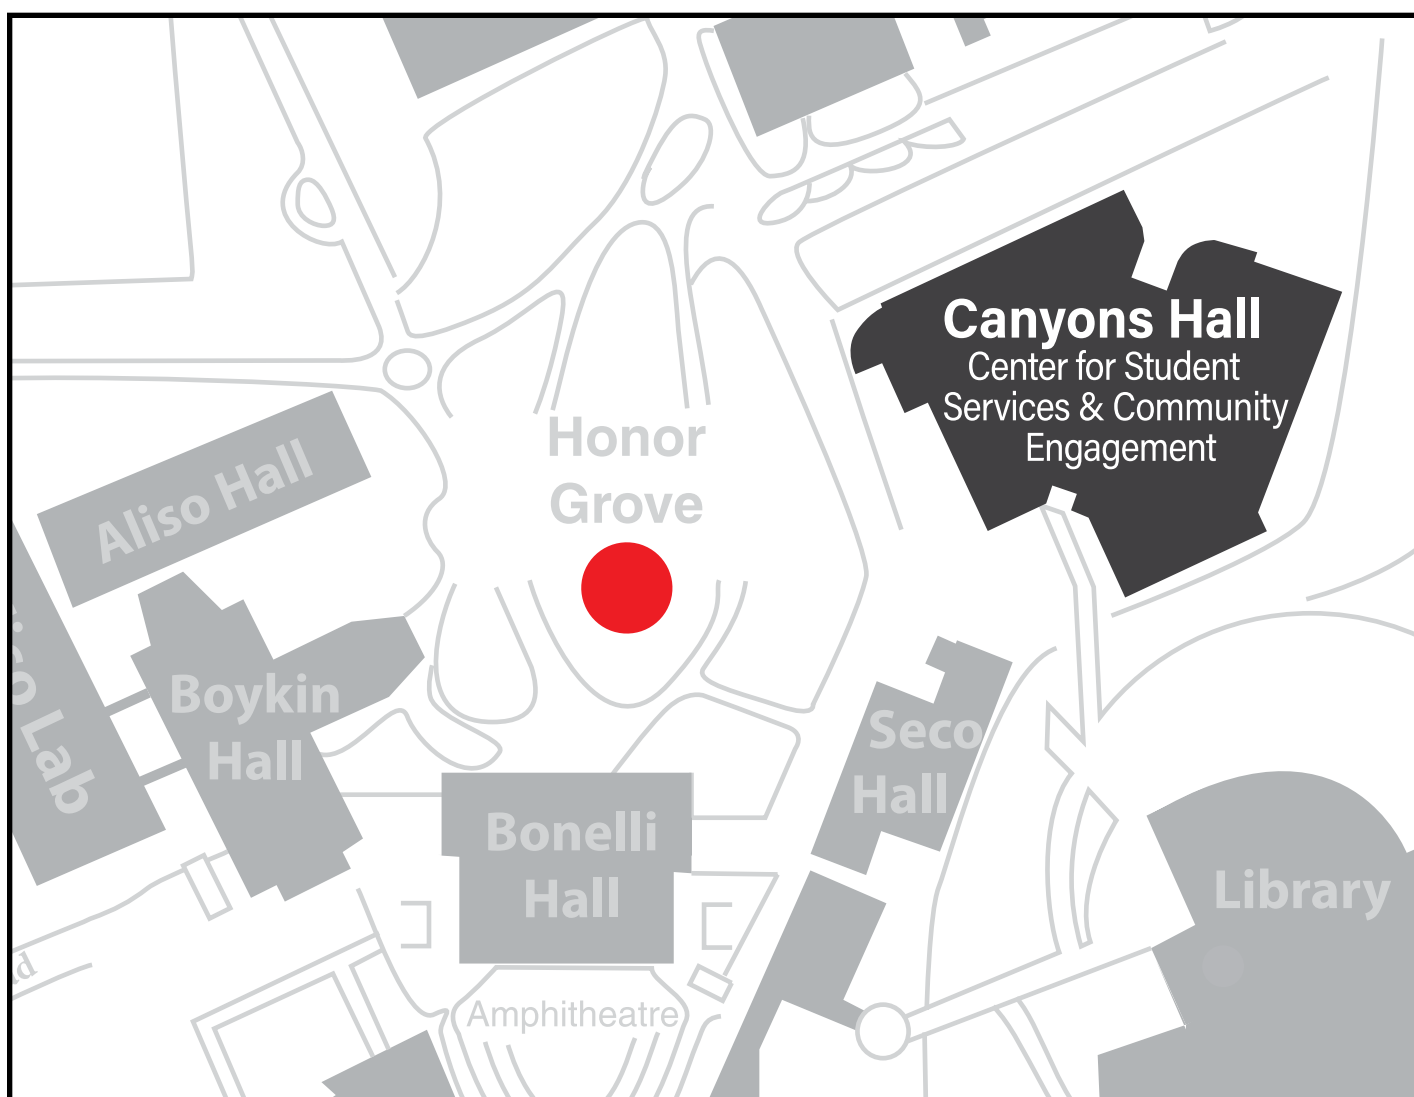 Canyons Hall
Center for Student
Services & Community
Engagement
Honor
Grove
Aliso Hall
Boykin
Hall
Lab
Seco
Hall
Bonelli
Hall
Library
Amphitheatre